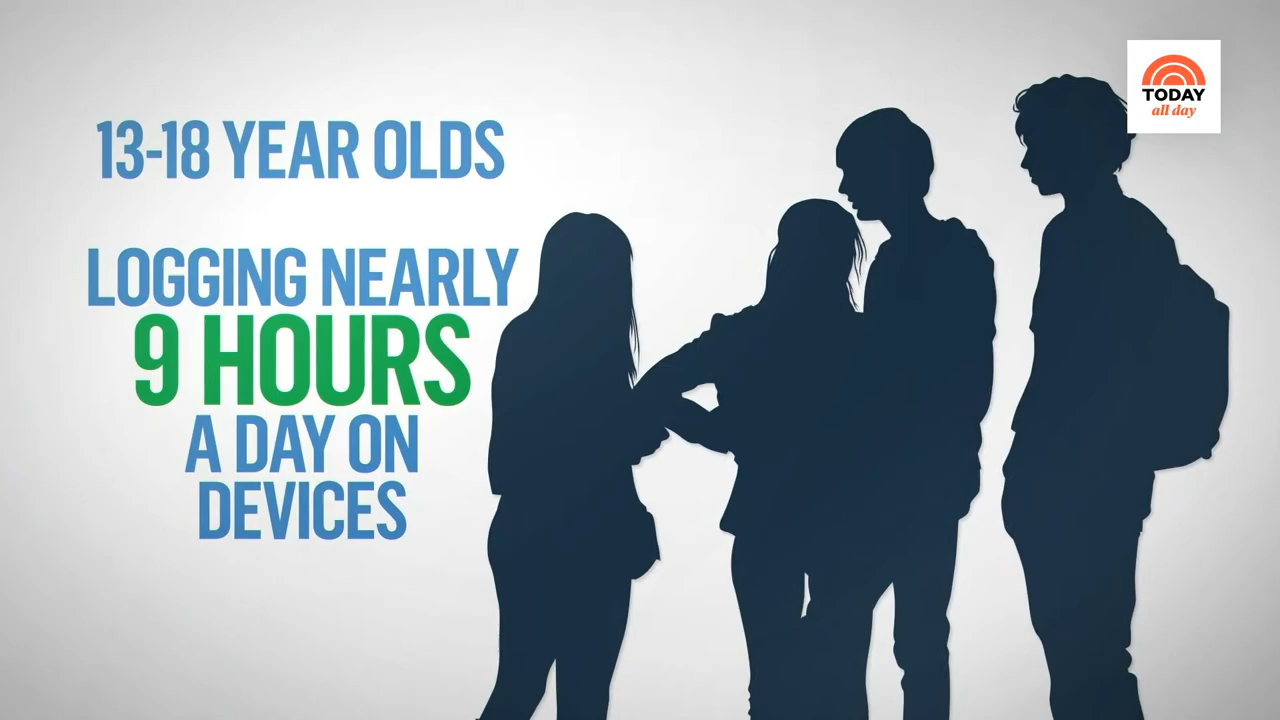 13-18 YEAR OLDS
LOGGING NEARLY
9 HOURS
A DAY ON
DEVICES
TODAY
all day